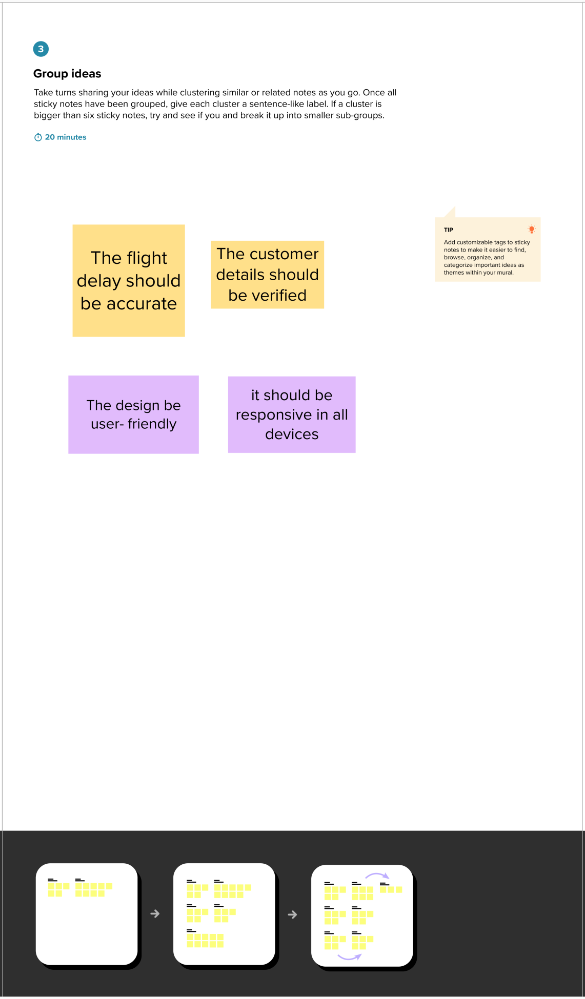 3
Group ideas
Take turns sharing your ideas while clustering similar or related notes as you go. Once all
sticky notes have been grouped, give each cluster a sentence-like label. If a cluster is
bigger than six sticky notes, try and see if you and break it up into smaller sub-groups.
20 minutes
The flight
delay should
be accurate
The customer
details should
be verified
TIP
Add customizable tags to sticky
notes to make it easier to find,
browse, organize, and
categorize important ideas as
themes within your mural.
The design be
user- friendly
it should be
responsive in all
devices